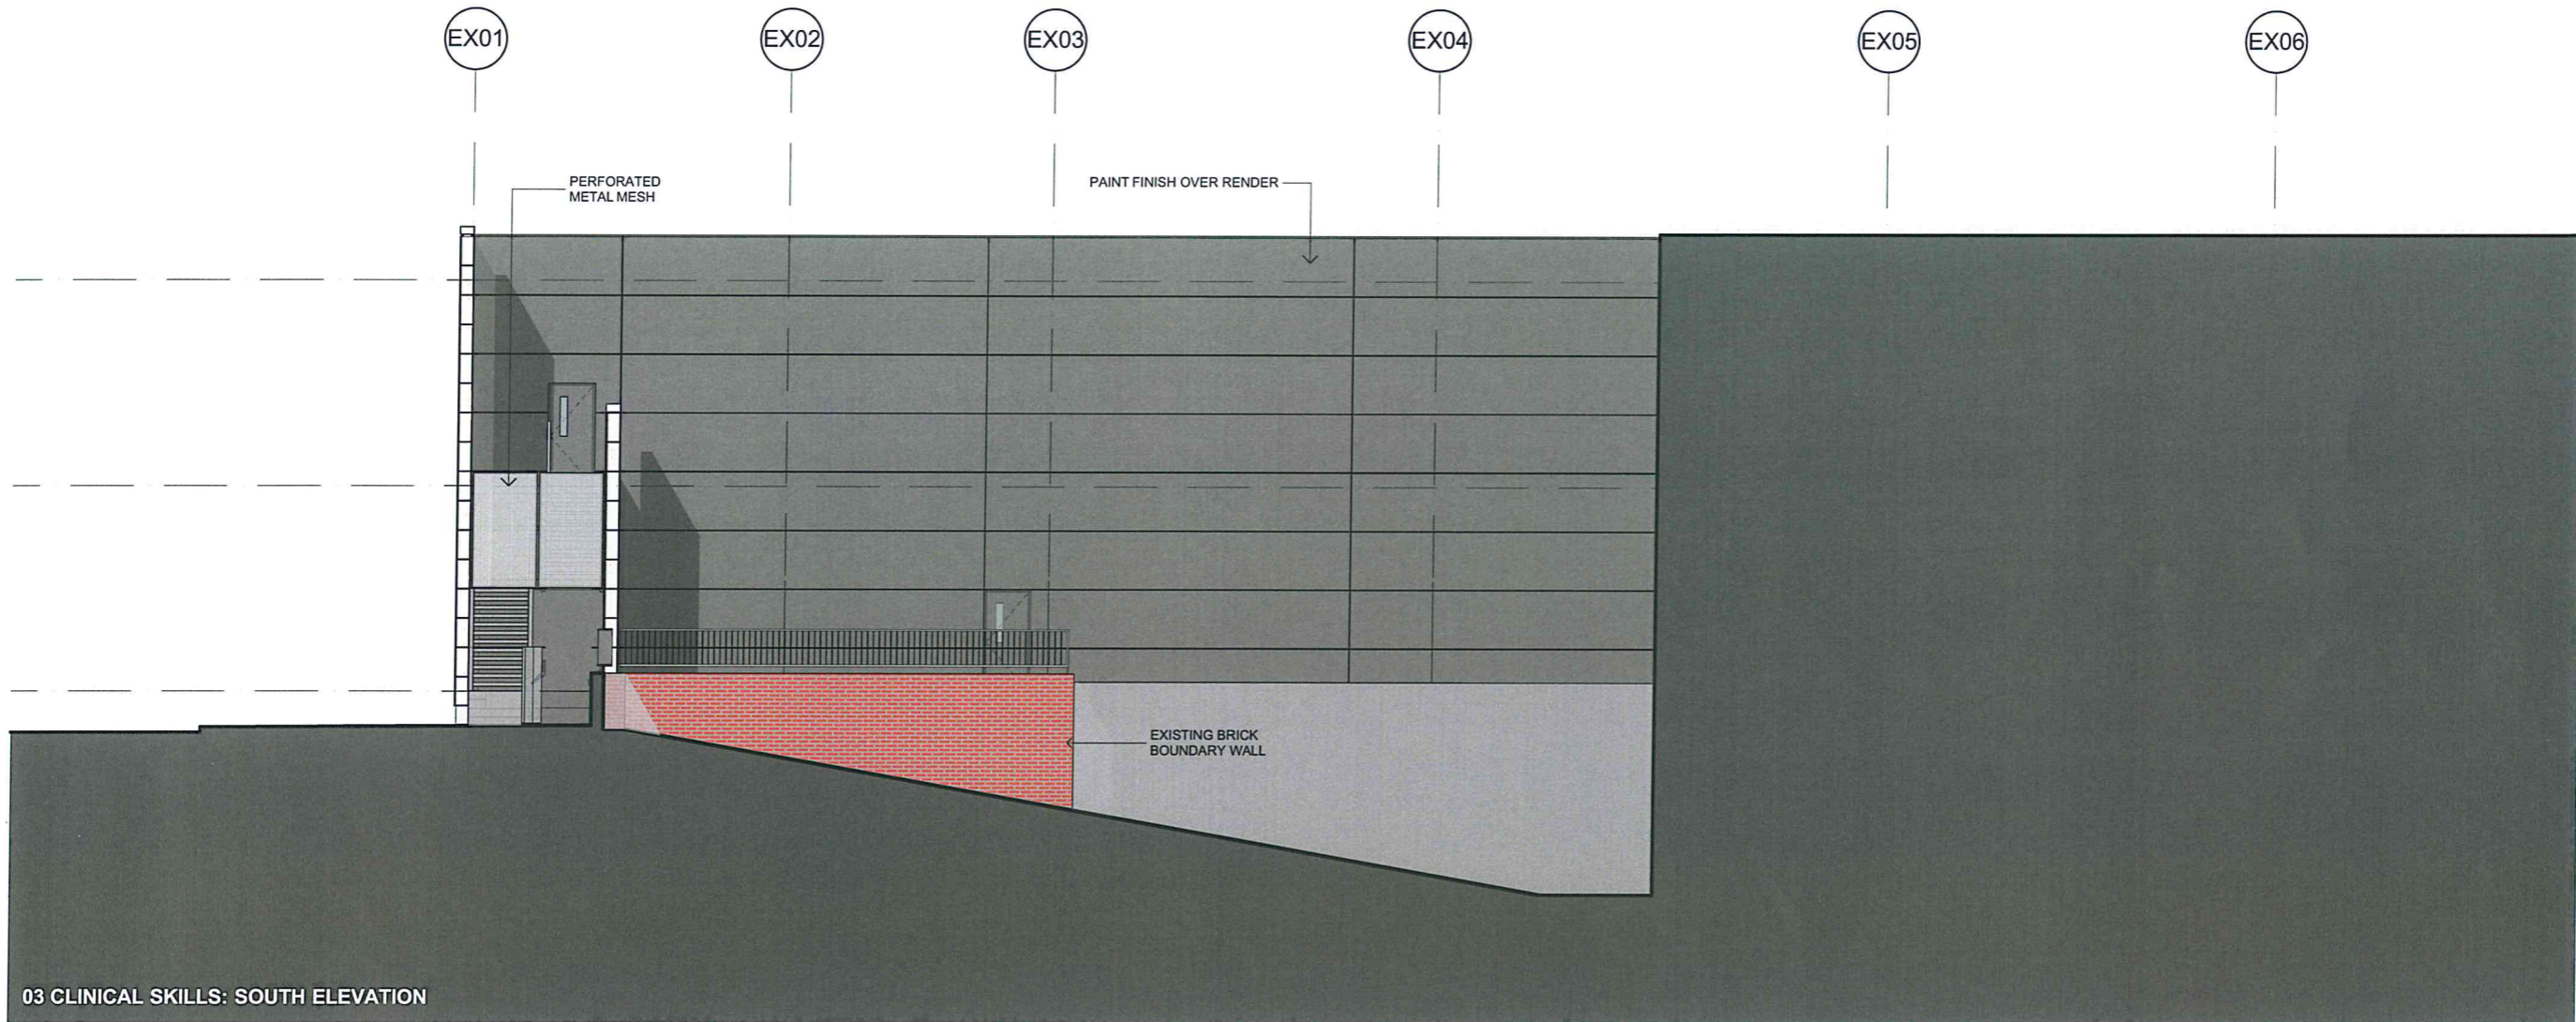 EX01
EX02
EX03
EX04
EX05
EX06
PERFORATED
METAL MESH
PAINT FINISH OVER RENDER
EXISTING BRICK
BOUNDARY WALL
03 CLINICAL SKILLS: SOUTH ELEVATION